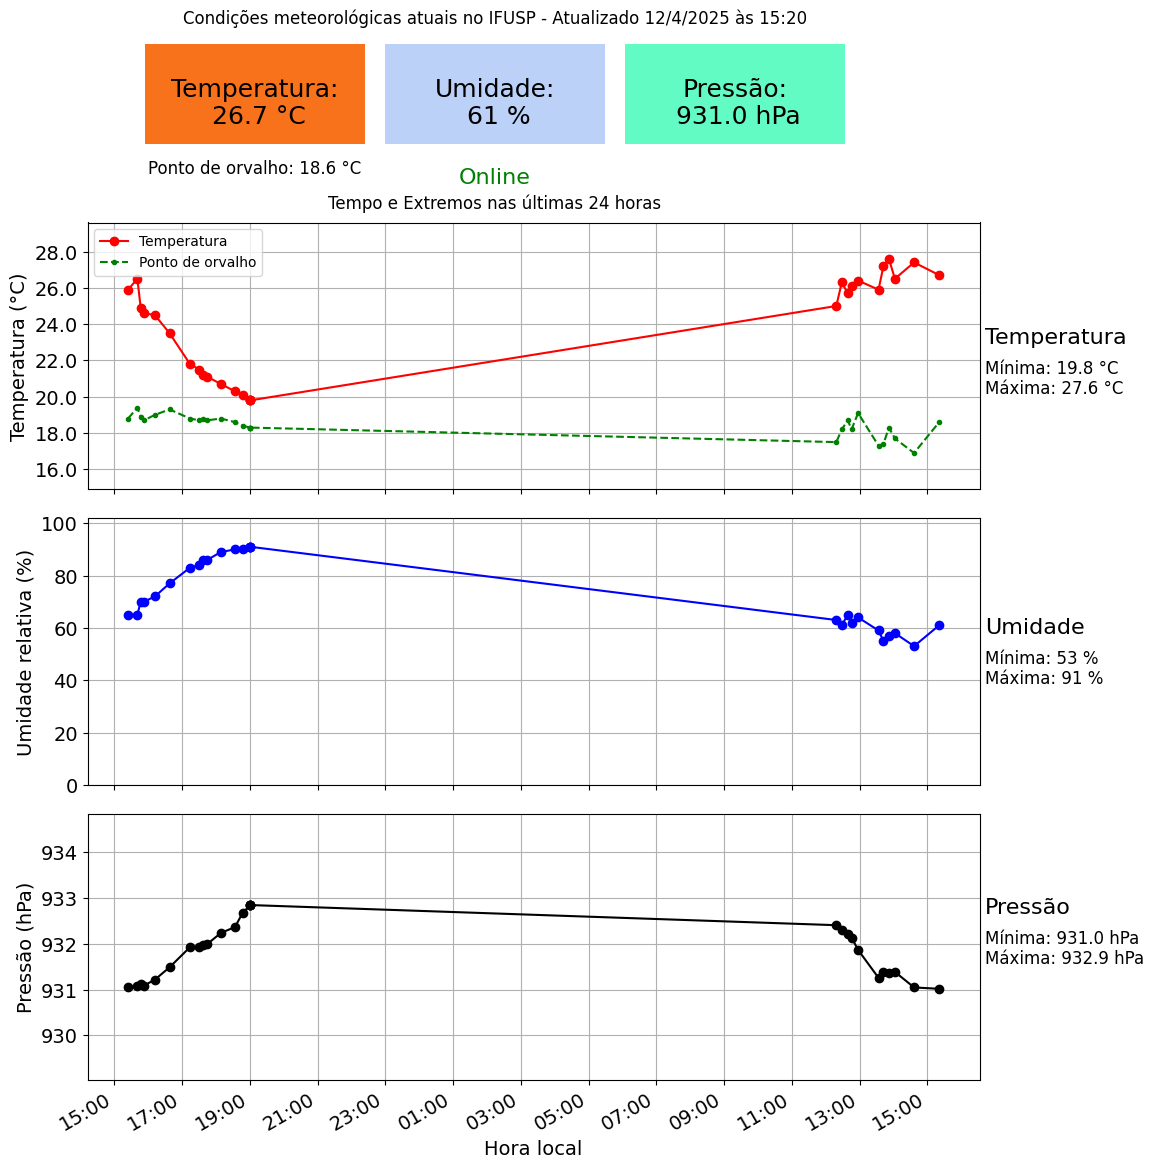 Condições meteorológicas atuais no IFUSP - Atualizado 12/4/2025 às 15:20
Temperatura:
26.7 °C
Umidade:
61 %
Pressão:
931.0 hPa
Ponto de orvalho: 18.6 °C
Online
Tempo e Extremos nas últimas 24 horas
Temperatura (°C)
28.0
26.0
24.0
22.0
20.0
18.0
16.0
Temperatura
Ponto de orvalho
Temperatura
Mínima: 19.8 °C
Máxima: 27.6 °C
Umidade relativa (%)
100
80
60
40
20
0
Umidade
Mínima: 53 %
Máxima: 91 %
Pressão (hPa)
934
933
932
931
930
Pressão
Mínima: 931.0 hPa
Máxima: 932.9 hPa
15:00
17:00
19:00
21:00
23:00
01:00
03:00
05:00
07:00
09:00
11:00
13:00
15:00
Hora local